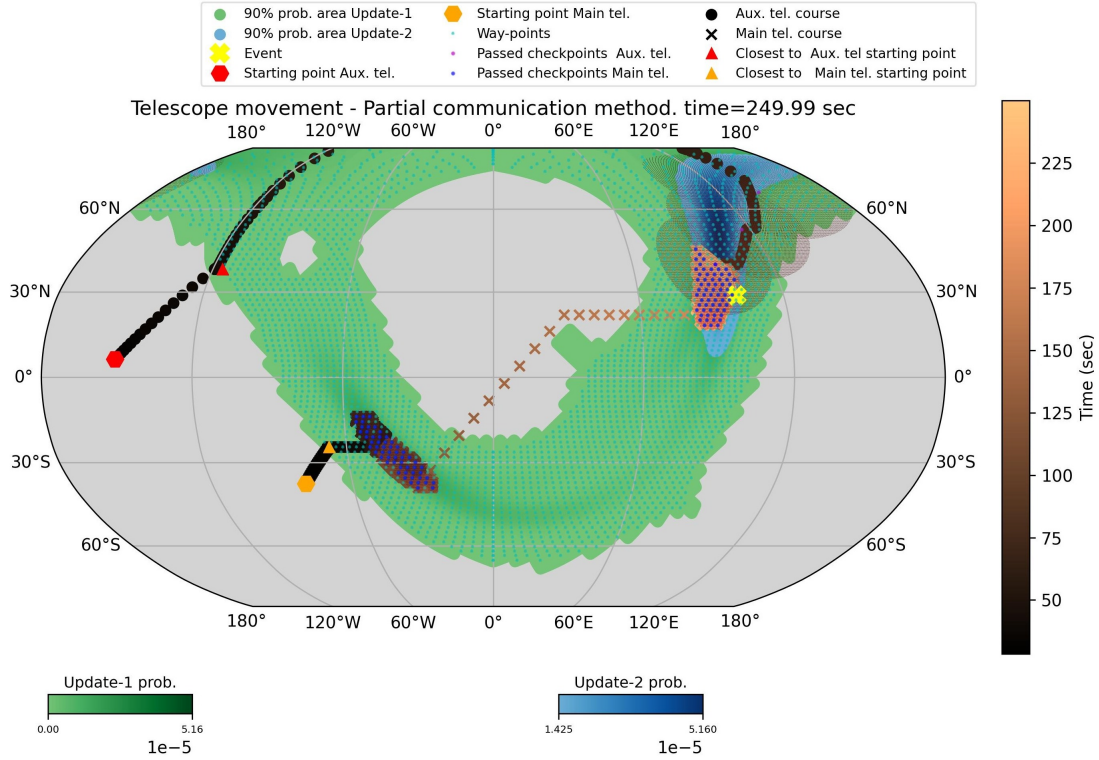 90% prob. area Update-1
90% prob. area Update-2
Event
Starting point Aux. tel.
Starting point Main tel.
Way-points
Passed checkpoints Aux. tel.
Passed checkpoints Main tel.
Aux. tel. course
Main tel. course
Closest to Aux. tel starting point
Closest to Main tel. starting point
Telescope movement - Partial communication method. time=249.99 sec
180° 120°W 60°W 0° 60°E 120°E 180°
60°N 60°N
30°N 30°N
0° 0°
30°S 30°S
60°S 60°S
180° 120°W 60°W 0° 60°E 120°E 180°
225
200
175
150
125
100
75
50
Time (sec)
Update-1 prob.
0.00 5.16
1e−5
Update-2 prob.
1.425 5.160
1e−5